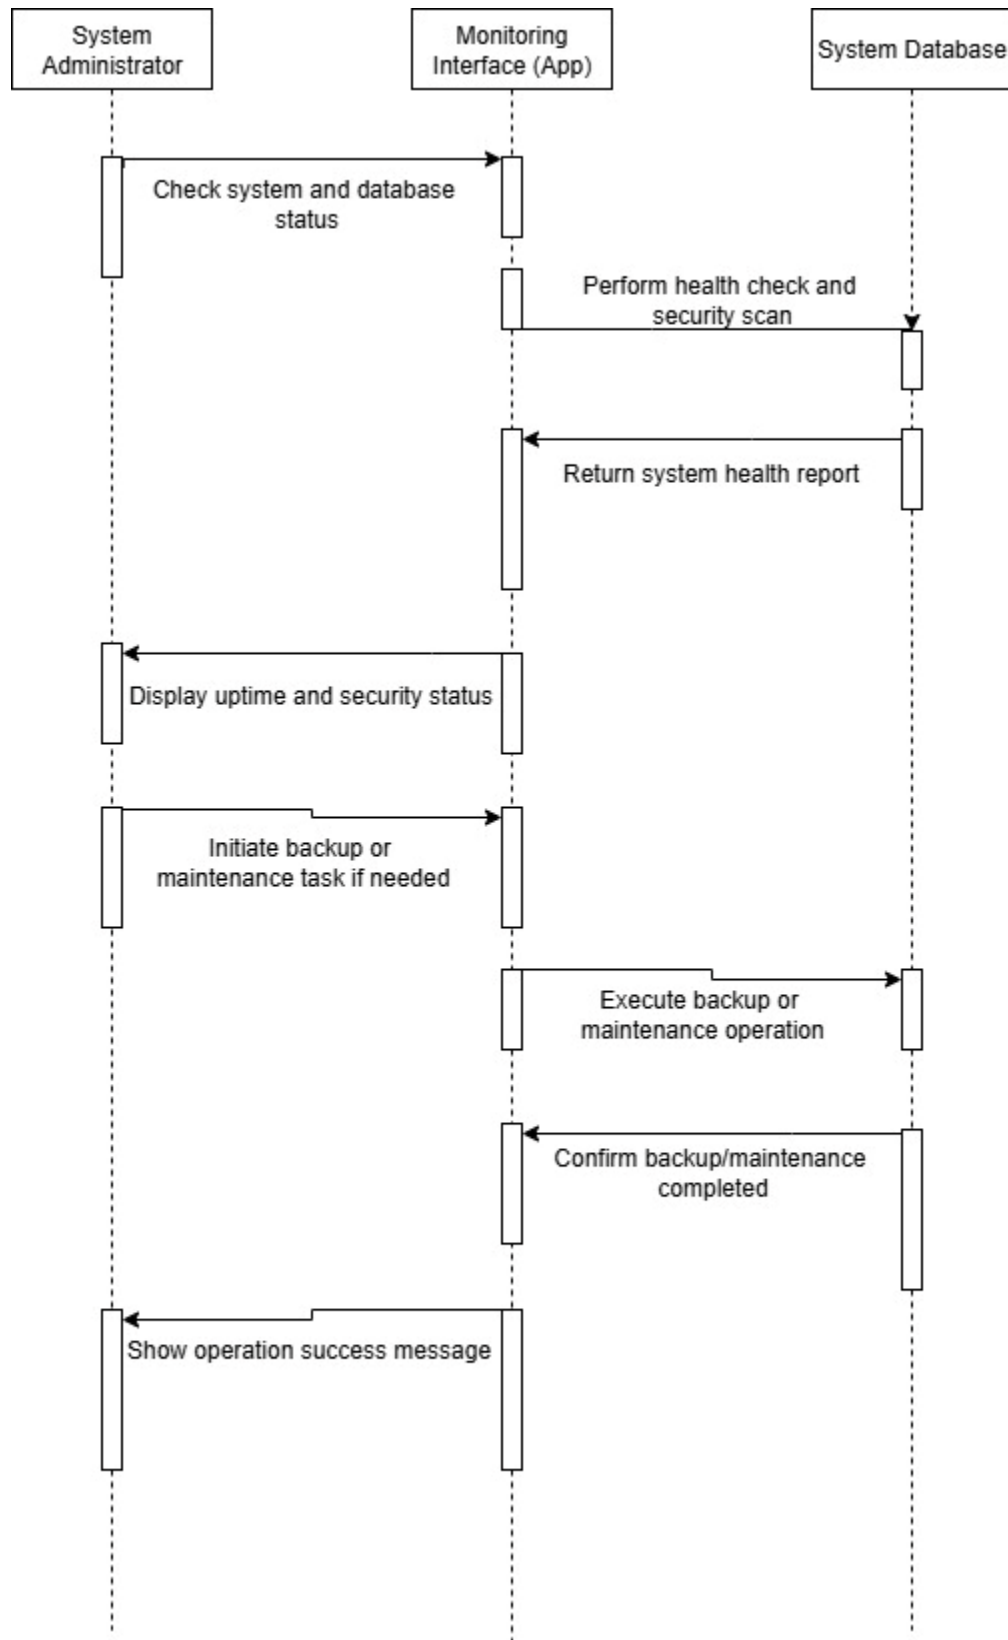 System
Administrator
Monitoring
Interface (App)
System Database
Check system and database
status
Perform health check and
security scan
Return system health report
Display uptime and security status
Initiate backup or
maintenance task if needed
Execute backup or
maintenance operation
Confirm backup/maintenance
completed
Show operation success message